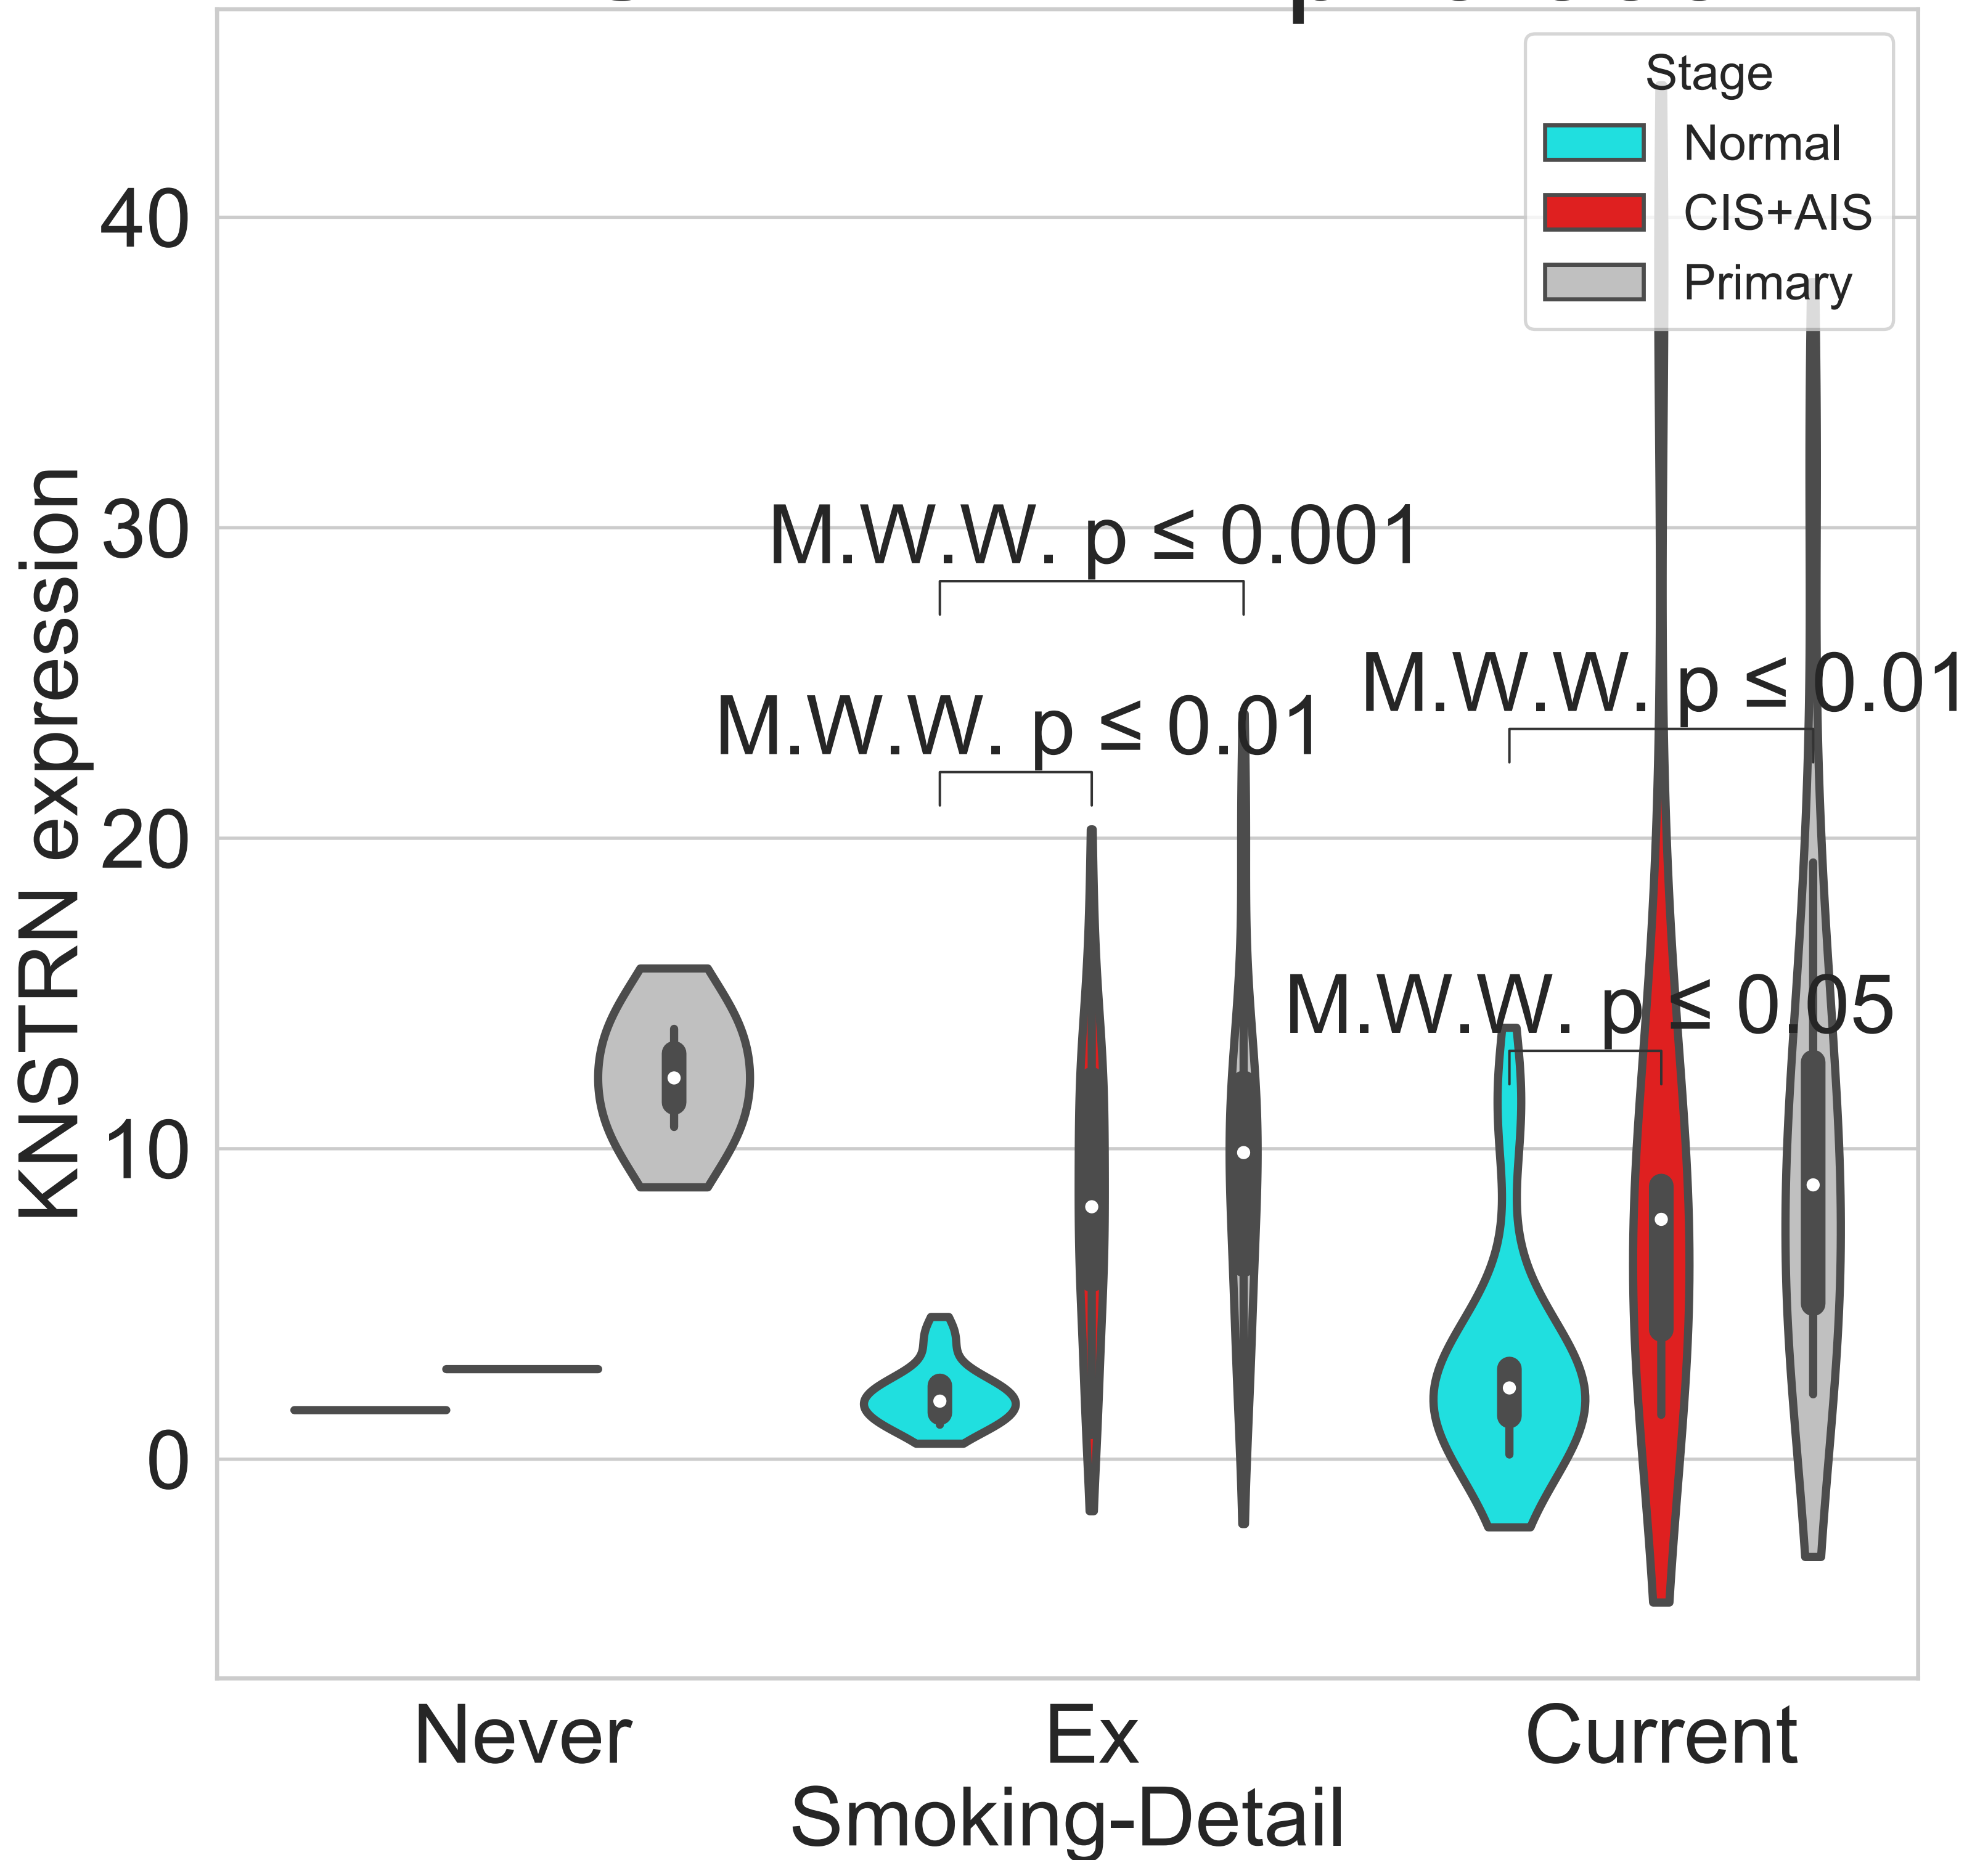 Stage
Normal
CIS+AIS
Primary
40
30
20
10
0
KNSTRN expression
M.W.W. p ≤ 0.001
M.W.W. p ≤ 0.01
M.W.W. p ≤ 0.01
M.W.W. p ≤ 0.05
Never
Ex
Current
Smoking-Detail